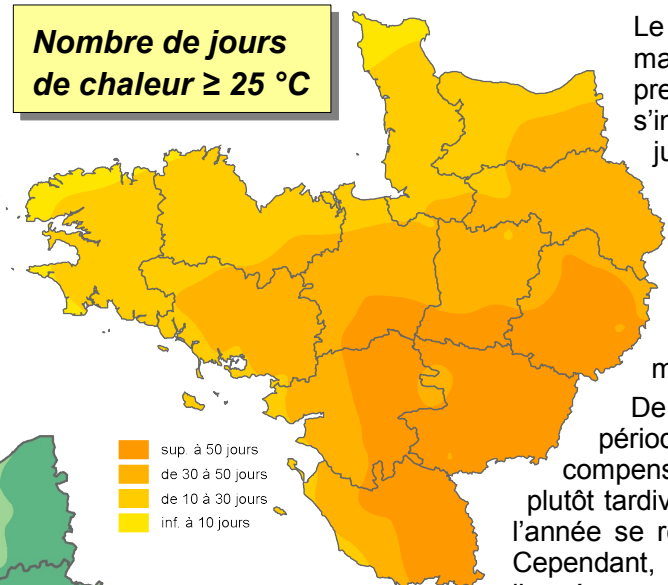 Nombre de jours
de chaleur ≥ 25 °C
sup. à 50 jours
de 30 à 50 jours
de 10 à 30 jours
inf. à 10 jours
Le
ma
pre
s’in
ju
m
De
périod
compens
plutôt tardiv
l’année se r
Cependant,